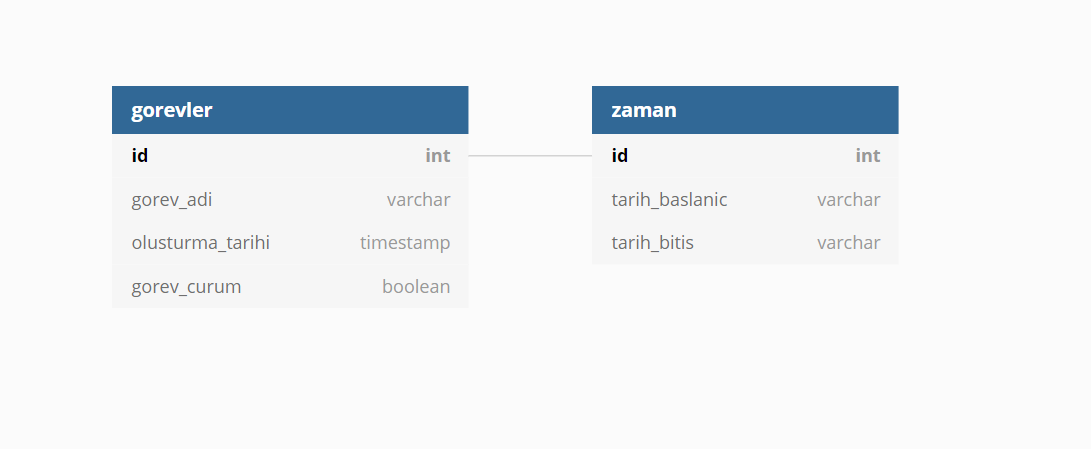 gorevler
id int
gorev_adi varchar
olusturma_tarihi timestamp
gorev_curum boolean
zaman
id int
tarih_baslanic varchar
tarih_bitis varchar